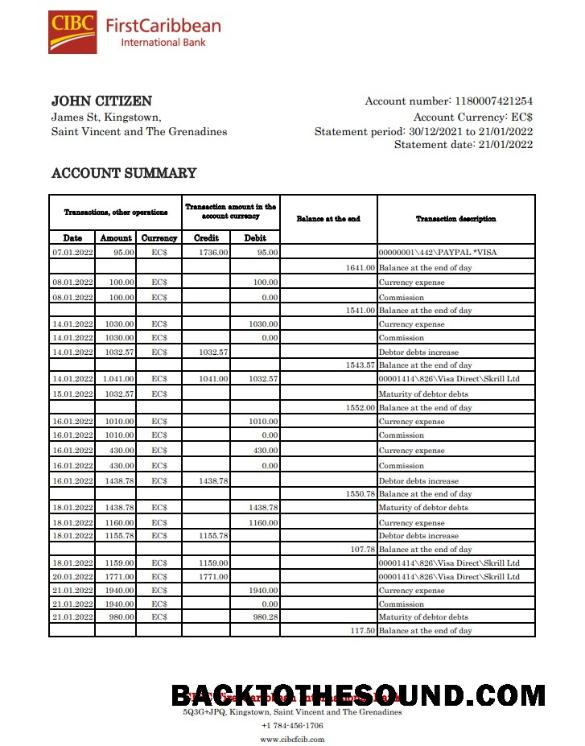 CIBC FirstCaribbean
International Bank
JOHN CITIZEN
James St, Kingstown,
Saint Vincent and The Grenadines
Account number: 1180007421254
Account Currency: EC$
Statement period: 30/12/2021 to 21/01/2022
Statement date: 21/01/2022
ACCOUNT SUMMARY
Transactions, other operations
Transaction amount in the
account currency
Balance at the end
Transaction description
Date Amount Currency Credit Debit
07.01.2022 95.00 EC$ 1736.00 95.00 00000001\442\PAYPAL *VISA
1641.00 Balance at the end of day
08.01.2022 100.00 EC$ 100.00 Currency expense
08.01.2022 100.00 EC$ 0.00 Commission
1541.00 Balance at the end of day
14.01.2022 1030.00 EC$ 1030.00 Currency expense
14.01.2022 1030.00 EC$ 0.00 Commission
14.01.2022 1032.57 EC$ 1032.57 Debtor debts increase
1543.57 Balance at the end of day
14.01.2022 1.041.00 EC$ 1041.00 1032.57 00001414\826\Visa Direct\Skrill Ltd
15.01.2022 1032.57 EC$ Maturity of debtor debts
1552.00 Balance at the end of day
16.01.2022 1010.00 EC$ 1010.00 Currency expense
16.01.2022 1010.00 EC$ 0.00 Commission
16.01.2022 430.00 EC$ 430.00 Currency expense
16.01.2022 430.00 EC$ 0.00 Commission
16.01.2022 1438.78 EC$ 1438.78 Debtor debts increase
1550.78 Balance at the end of day
18.01.2022 1438.78 EC$ 1438.78 Maturity of debtor debts
18.01.2022 1160.00 EC$ 1160.00 Currency expense
18.01.2022 1155.78 EC$ 1155.78 Debtor debts increase
107.78 Balance at the end of day
18.01.2022 1159.00 EC$ 1159.00 00001414\826\Visa Direct\Skrill Ltd
20.01.2022 1771.00 EC$ 1771.00 00001414\826\Visa Direct\Skrill Ltd
21.01.2022 1940.00 EC$ 1940.00 Currency expense
21.01.2022 1940.00 EC$ 0.00 Commission
21.01.2022 980.00 EC$ 980.28 Maturity of debtor debts
117.50 Balance at the end of day
BACKTOTHESOUND.COM
5Q3G+JPQ, Kingstown, Saint Vincent and The Grenadines
+1 784-456-1706
www.cibcfcib.com